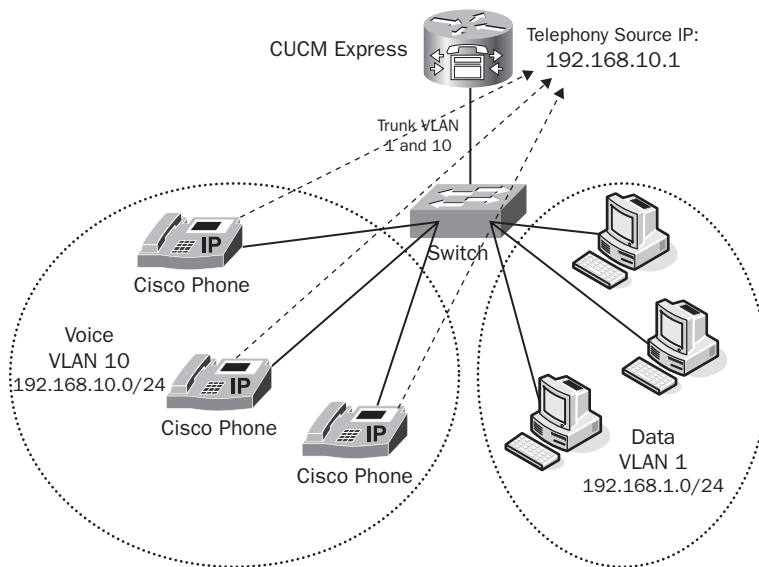 CUCM Express
Telephony Source IP:
192.168.10.1
Trunk VLAN
1 and 10
Switch
IP
Cisco Phone
Voice
VLAN 10
192.168.10.0/24
IP
Cisco Phone
IP
Cisco Phone
Data
VLAN 1
192.168.1.0/24